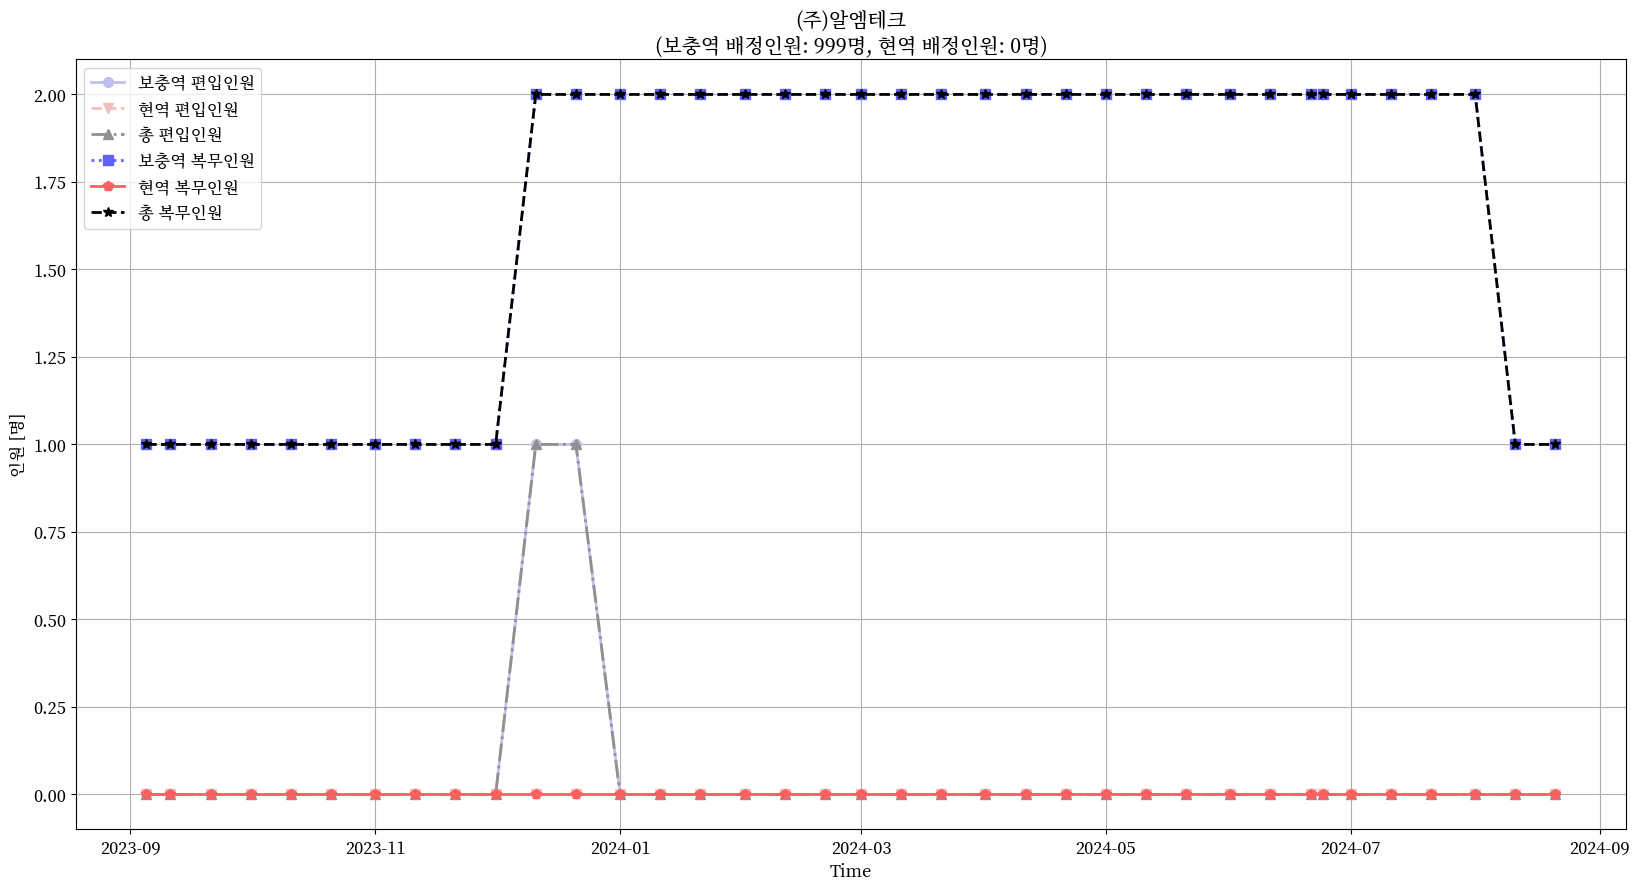 (주)알엠테크
(보충역 배정인원: 999명, 현역 배정인원: 0명)
보충역 편입인원
현역 편입인원
총 편입인원
보충역 복무인원
현역 복무인원
총 복무인원
2.00
1.75
1.50
1.25
1.00
0.75
0.50
0.25
0.00
인원 [명]
2023-09
2023-11
2024-01
2024-03
2024-05
2024-07
2024-09
Time